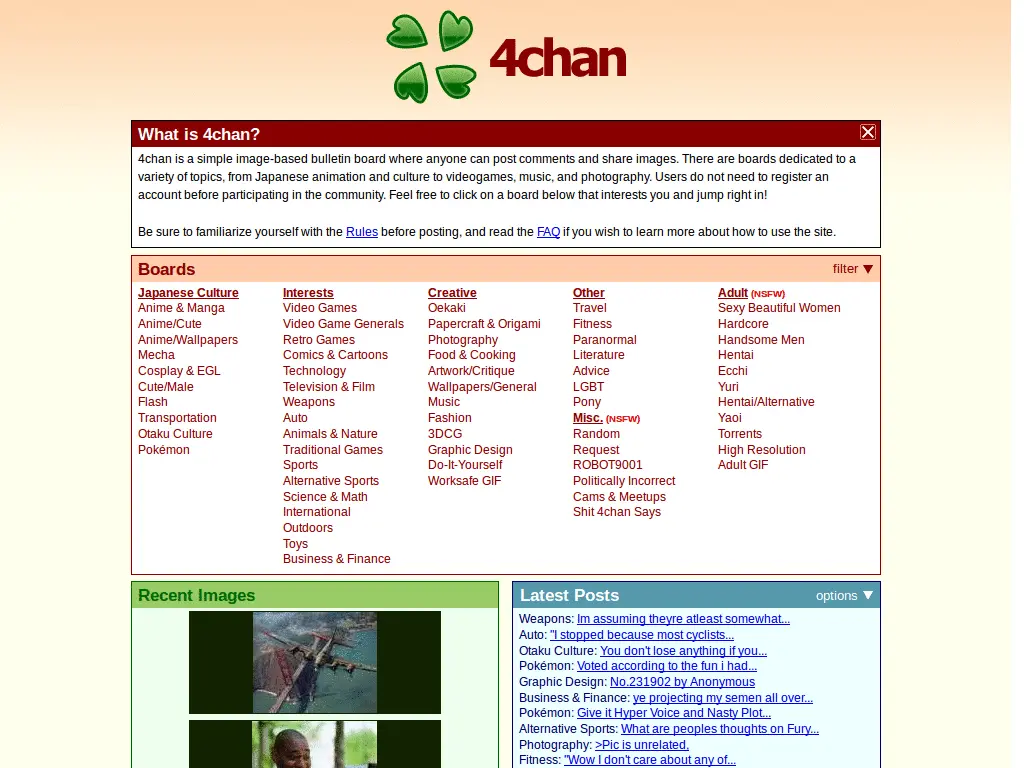 4chan
What is 4chan?
4chan is a simple image-based bulletin board where anyone can post comments and share images. There are boards dedicated to a
variety of topics, from Japanese animation and culture to videogames, music, and photography. Users do not need to register an
account before participating in the community. Feel free to click on a board below that interests you and jump right in!
Be sure to familiarize yourself with the Rules before posting, and read the FAQ if you wish to learn more about how to use the site.
Boards
filter ▼
Japanese Culture
Anime & Manga
Anime/Cute
Anime/Wallpapers
Mecha
Cosplay & EGL
Cute/Male
Flash
Transportation
Otaku Culture
Pokémon
Interests
Video Games
Video Game Generals
Retro Games
Comics & Cartoons
Technology
Television & Film
Weapons
Auto
Animals & Nature
Traditional Games
Sports
Alternative Sports
Science & Math
International
Outdoors
Toys
Business & Finance
Creative
Oekaki
Papercraft & Origami
Photography
Food & Cooking
Artwork/Critique
Wallpapers/General
Music
Fashion
3DCG
Graphic Design
Do-It-Yourself
Worksafe GIF
Other
Travel
Fitness
Paranormal
Literature
Advice
LGBT
Pony
Misc. (NSFW)
Random
Request
ROBOT9001
Politically Incorrect
Cams & Meetups
Shit 4chan Says
Adult (NSFW)
Sexy Beautiful Women
Hardcore
Handsome Men
Hentai
Ecchi
Yuri
Hentai/Alternative
Yaoi
Torrents
High Resolution
Adult GIF
Recent Images
Latest Posts
options ▼
Weapons: Im assuming theyre atleast somewhat...
Auto: "I stopped because most cyclists...
Otaku Culture: You don't lose anything if you...
Pokémon: Voted according to the fun i had...
Graphic Design: No.231902 by Anonymous
Business & Finance: ye projecting my semen all over...
Pokémon: Give it Hyper Voice and Nasty Plot...
Alternative Sports: What are peoples thoughts on Fury...
Photography: >Pic is unrelated,
Fitness: "Wow I don't care about any of...